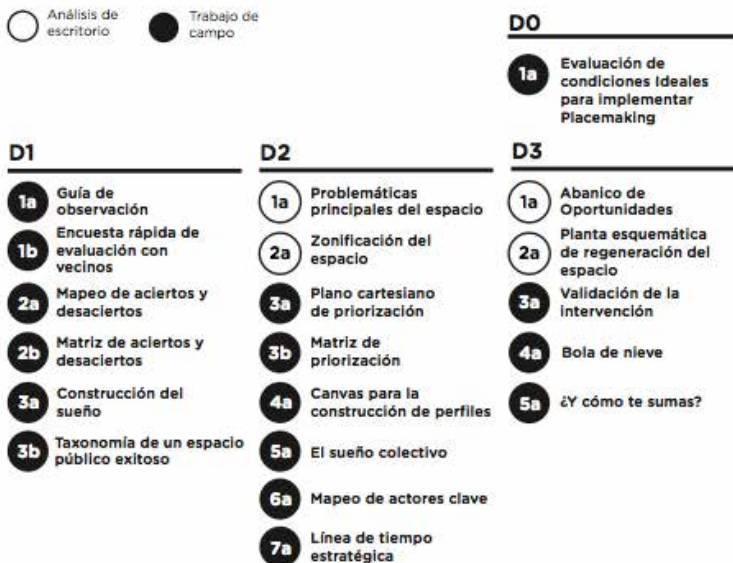 Análisis de
escritorio
Trabajo de
campo
D0
1a Evaluación de
condiciones Ideales
para implementar
Placemaking
D1
1a Guía de
observación
1b Encuesta rápida de
evaluación con
vecinos
2a Mapeo de aciertos y
desaciertos
2b Matriz de aciertos y
desaciertos
3a Construcción del
sueño
3b Taxonomía de un espacio
público exitoso
D2
1a Problemáticas
principales del espacio
2a Zonificación del
espacio
3a Plano cartesiano
de priorización
3b Matriz de
priorización
4a Canvas para la
construcción de perfiles
5a El sueño colectivo
6a Mapeo de actores clave
7a Línea de tiempo
estratégica
D3
1a Abanico de
Oportunidades
2a Planta esquemática
de regeneración del
espacio
3a Validación de la
intervención
4a Bola de nieve
5a ¿Y cómo te sumas?